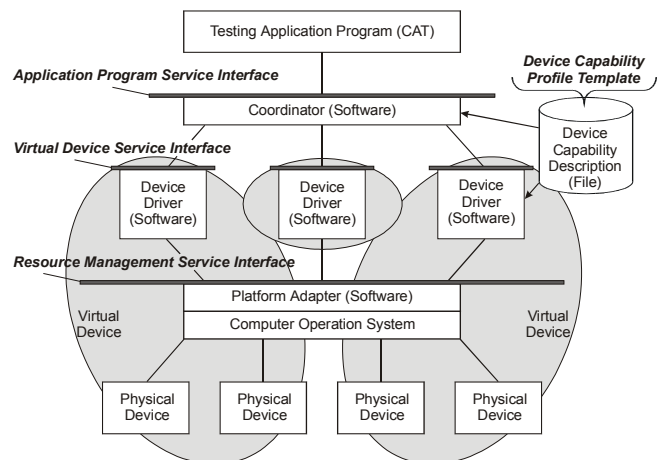 Testing Application Program (CAT)
Application Program Service Interface
Device Capability
Profile Template
Coordinator (Software)
Device
Capability
Description
(File)
Virtual Device Service Interface
Device
Driver
(Software)
Device
Driver
(Software)
Device
Driver
(Software)
Resource Management Service Interface
Platform Adapter (Software)
Virtual
Device
Computer Operation System
Virtual
Device
Physical
Device
Physical
Device
Physical
Device
Physical
Device